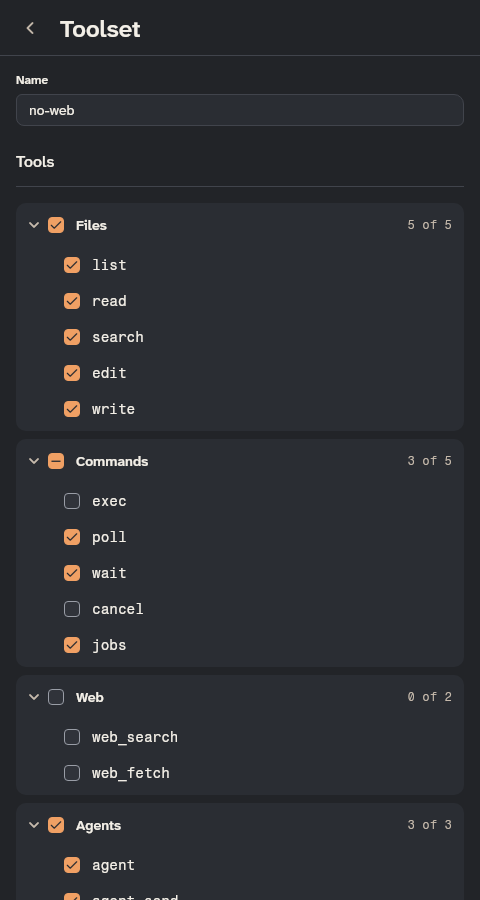 Toolset
Name
no-web
Tools
Files 5 of 5
list
read
search
edit
write
Commands 3 of 5
exec
poll
wait
cancel
jobs
Web 0 of 2
web_search
web_fetch
Agents 3 of 3
agent
agent_send